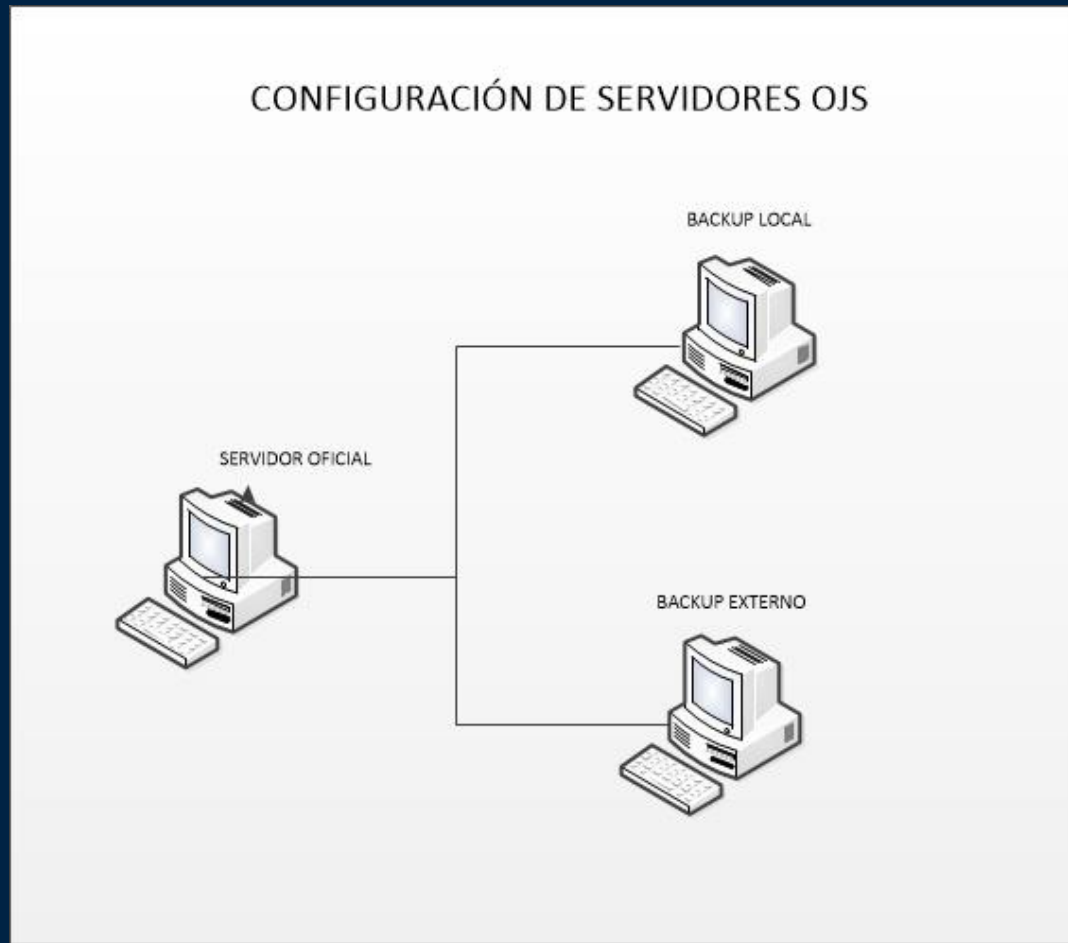 CONFIGURACIÓN DE SERVIDORES OJS
BACKUP LOCAL
SERVIDOR OFICIAL
BACKUP EXTERNO